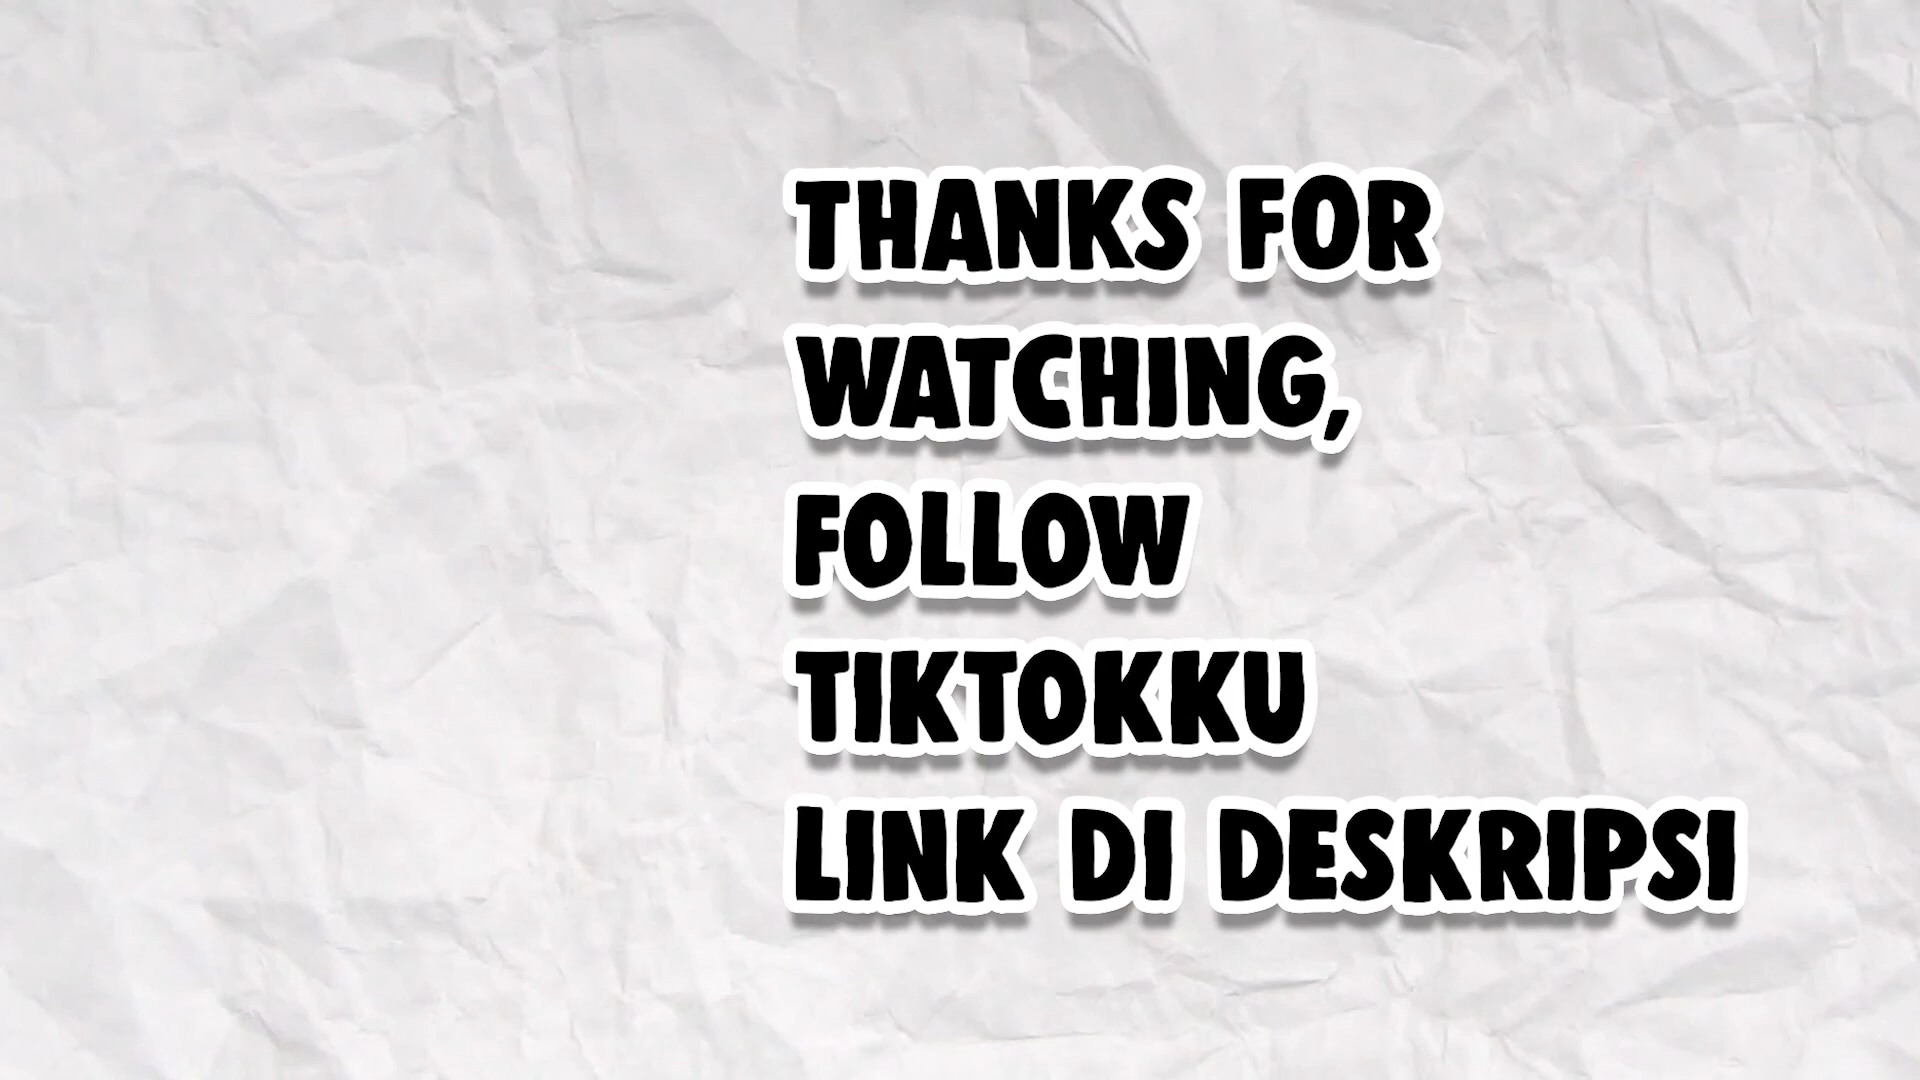 THANKS FOR
WATCHING,
FOLLOW
TIKTOKKU
LINK DI DESKRIPSI